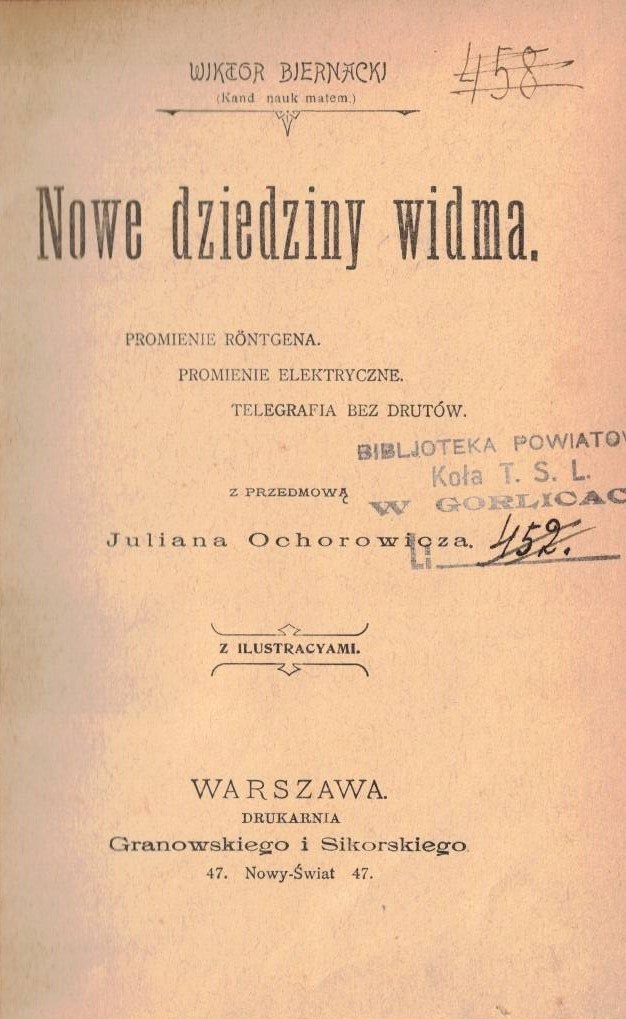 WIKTOR BIERNACKI
458
(Kand nauk matem.)
Nowe dziedziny widma.
PROMIENIE RÖNTGENA.
PROMIENIE ELEKTRYCZNE.
TELEGRAFIA BEZ DRUTÓW.
BIBLJOTEKA POWIATOW
Koła T. S. L.
W GORLICAC
Z PRZEDMOWĄ
Juliana Ochorowicza.
L: 452.
Z ILUSTRACYAMI.
WARSZAWA.
DRUKARNIA
Granowskiego i Sikorskiego
47. Nowy-Świat 47.